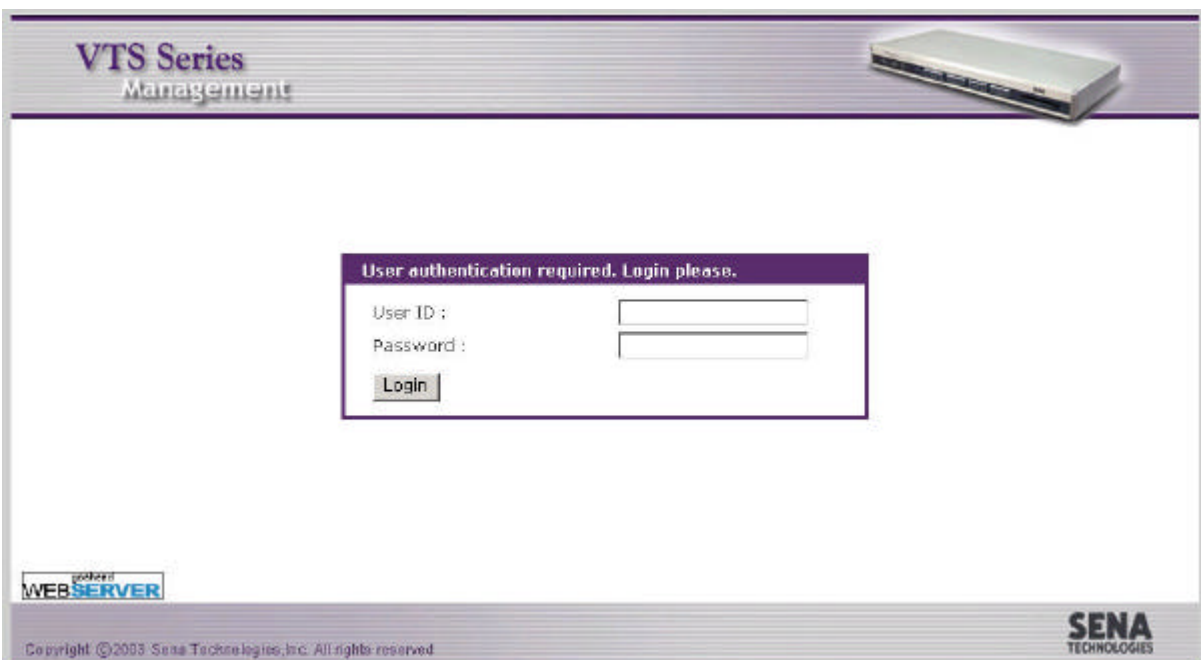 VTS Series
Management
User authentication required. Login please.
User ID :
Password :
Login
goahead
WEBSERVER
Copyright ©2003 Sena Technologies,Inc. All rights reserved
SENA
TECHNOLOGIES